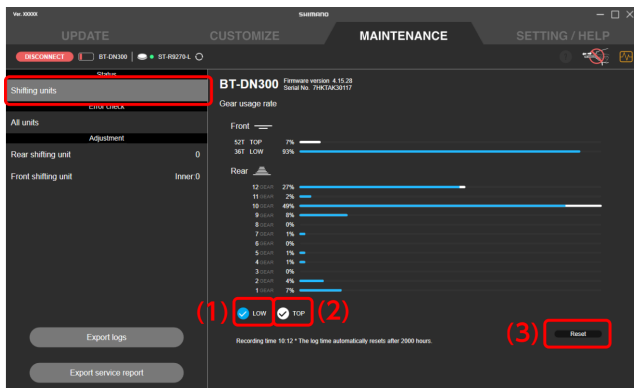 Ver. XXXXX
SHIMANO
UPDATE
CUSTOMIZE
MAINTENANCE
SETTING / HELP
DISCONNECT
BT-DN300
ST-R9270-L
Status
Shifting units
Error check
All units
Adjustment
Rear shifting unit 0
Front shifting unit Inner:0
Export logs
Export service report
BT-DN300 Firmware version 4.15.28
Serial No. 7HKTAK30117
Gear usage rate
Front
52T TOP 7%
36T LOW 93%
Rear
12 GEAR 27%
11 GEAR 2%
10 GEAR 49%
9 GEAR 8%
8 GEAR 0%
7 GEAR 1%
6 GEAR 0%
5 GEAR 1%
4 GEAR 1%
3 GEAR 0%
2 GEAR 4%
1 GEAR 7%
(1) LOW TOP (2)
(3) Reset
Recording time 10:12 * The log time automatically resets after 2000 hours.